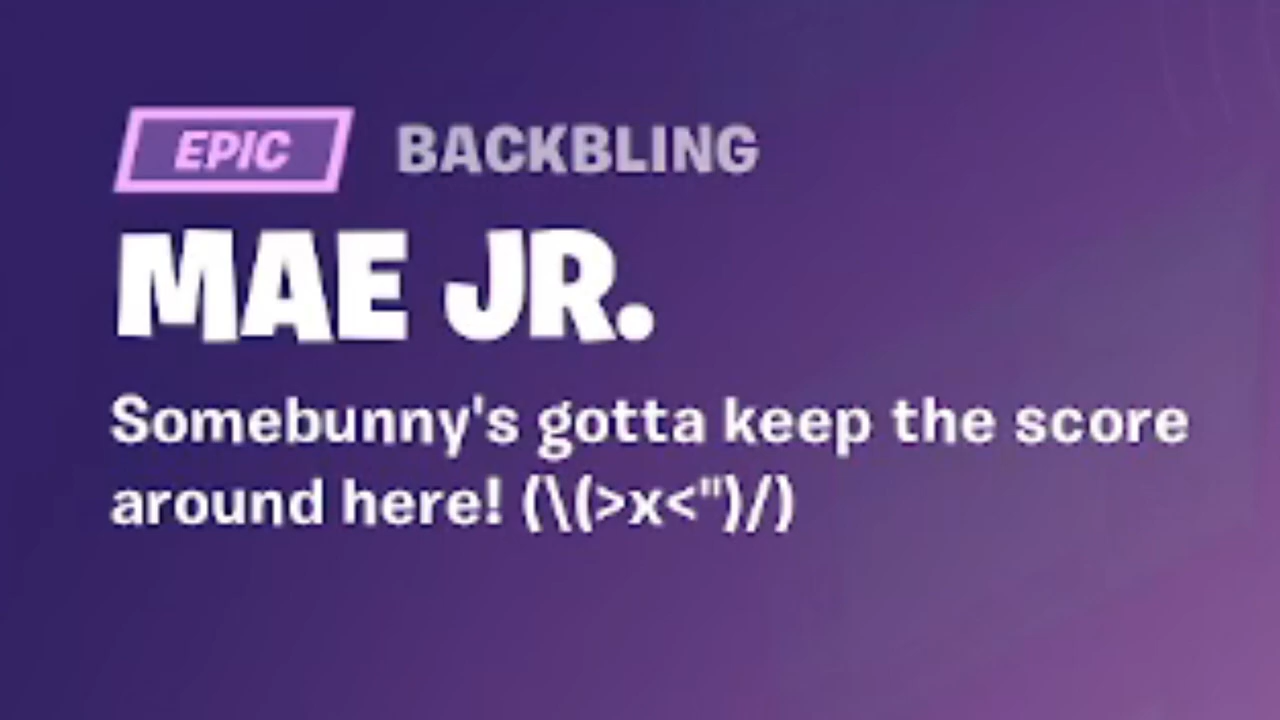 EPIC BACKBLING
MAE JR.
Somebunny's gotta keep the score
around here! (\(>x<")/)